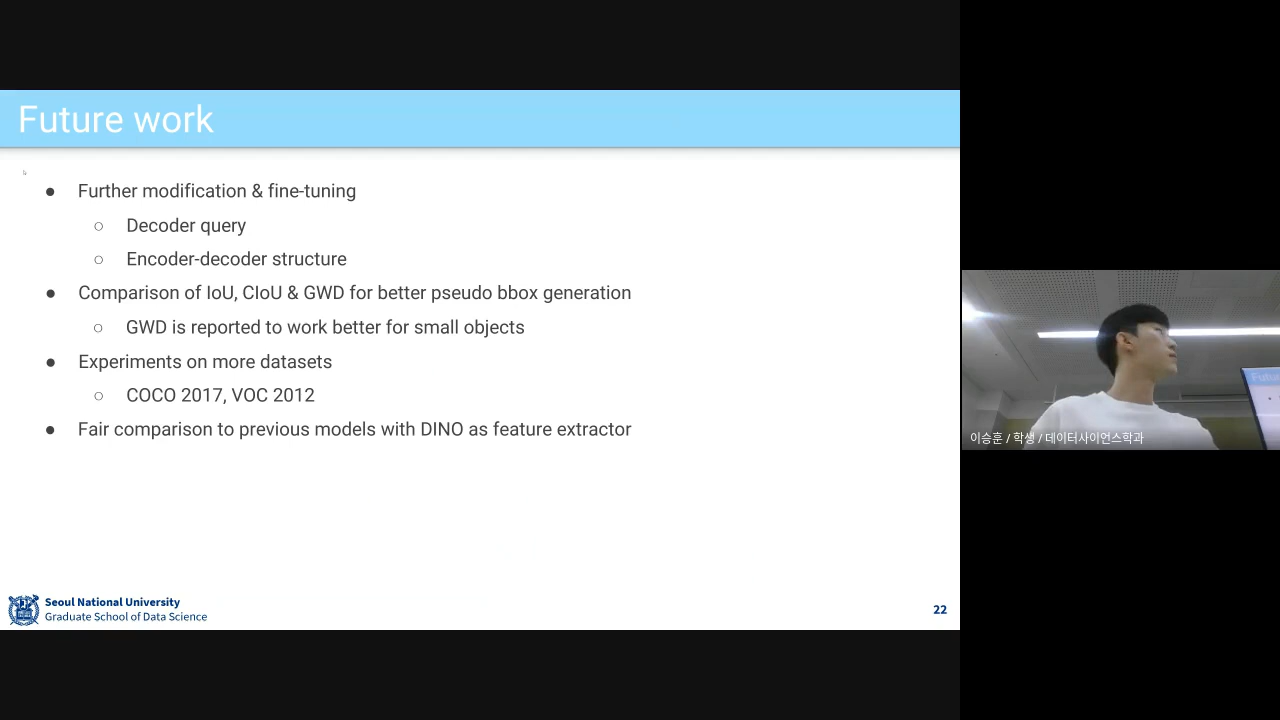 Future work
● Further modification & fine-tuning
○ Decoder query
○ Encoder-decoder structure
● Comparison of IoU, CIoU & GWD for better pseudo bbox generation
○ GWD is reported to work better for small objects
● Experiments on more datasets
○ COCO 2017, VOC 2012
● Fair comparison to previous models with DINO as feature extractor
Seoul National University
Graduate School of Data Science
22
이승훈 / 학생 / 데이터사이언스학과